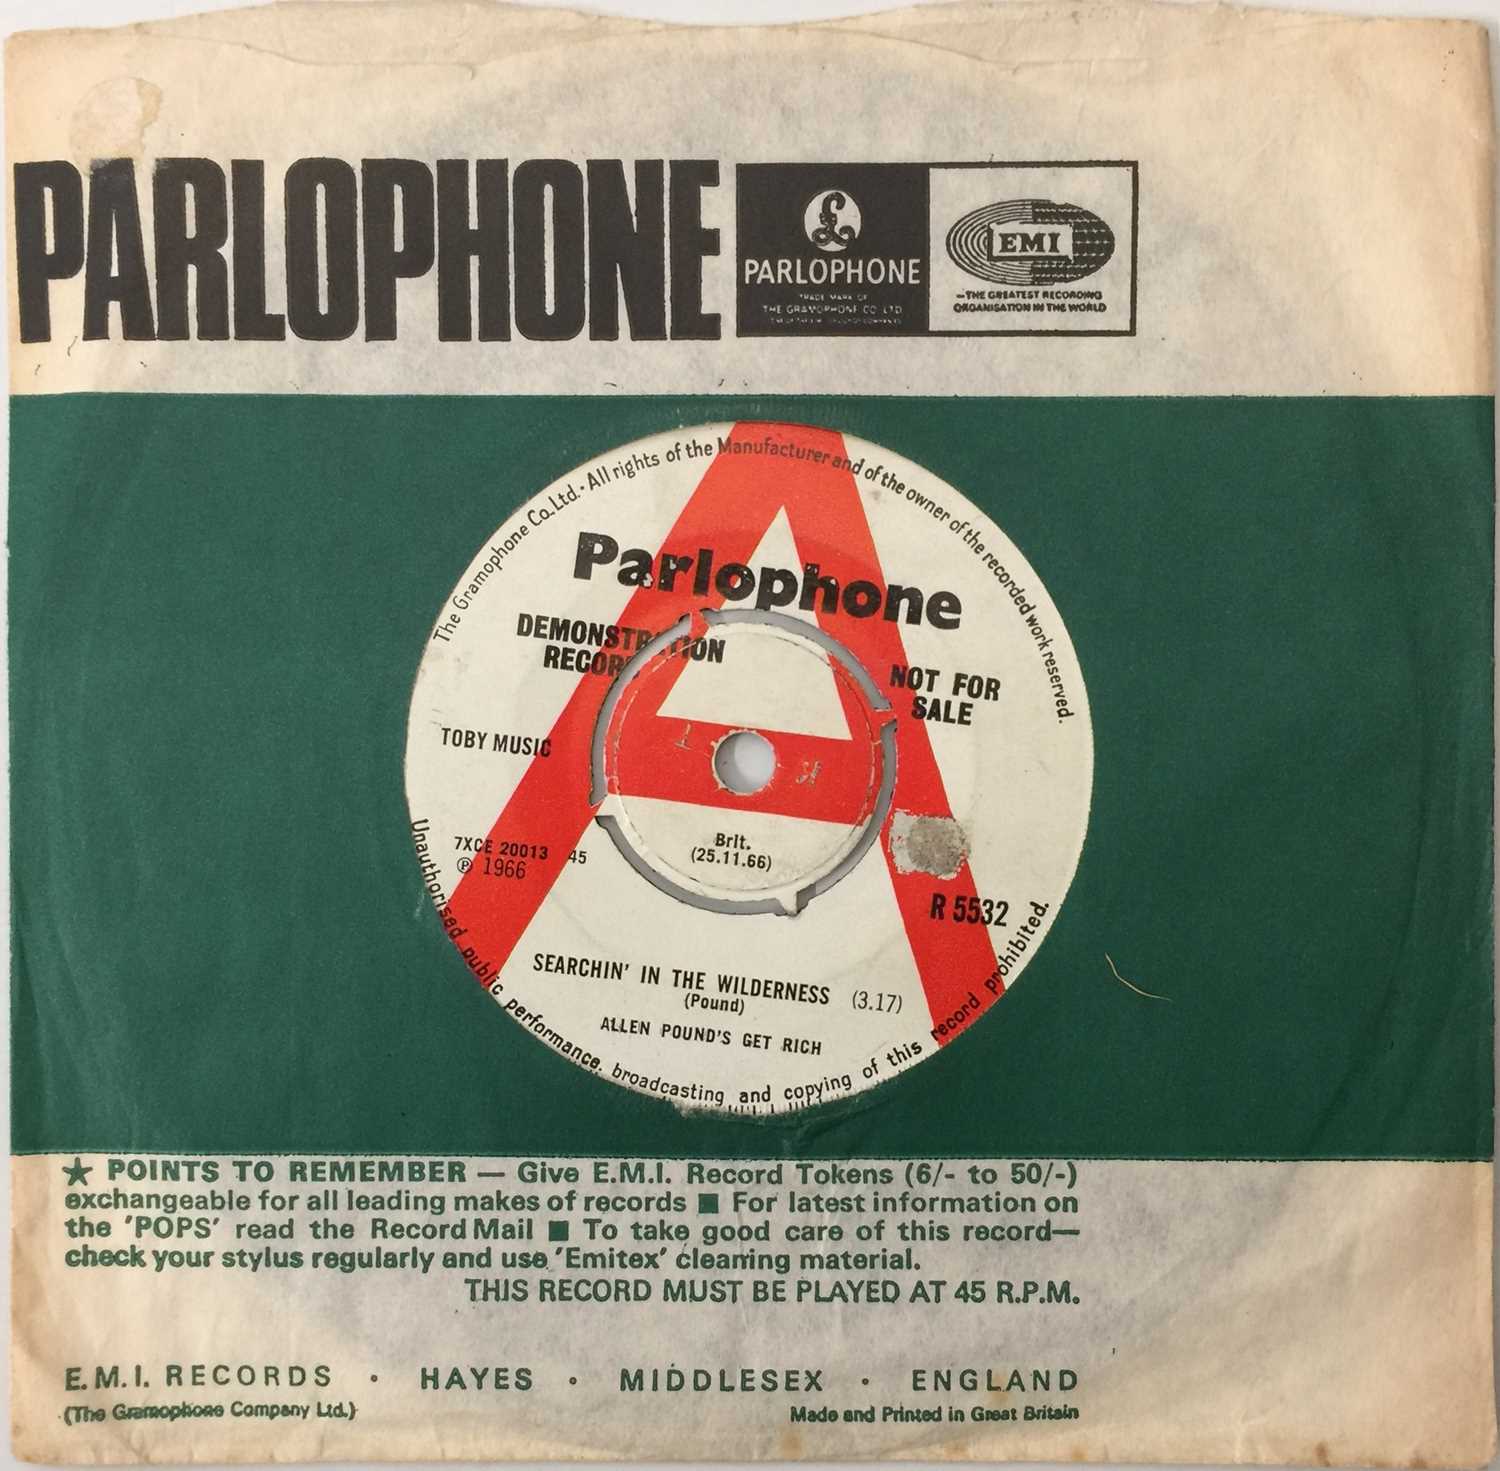 PARLOPHONE
£
PARLOPHONE
TRADE MARK OF
THE GRAMOPHONE CO. LTD.
EMI
—THE GREATEST RECORDING
ORGANISATION IN THE WORLD
The Gramophone Co. Ltd. · All rights of the Manufacturer and of the owner of the recorded work reserved.
Parlophone
DEMONSTRATION
RECORD
NOT FOR
SALE
TOBY MUSIC
T
K
7XCE 20013
45
℗ 1966
Brit.
(25.11.66)
R 5532
SEARCHIN' IN THE WILDERNESS (3.17)
(Pound)
ALLEN POUND'S GET RICH
Unauthorised public performance, broadcasting and copying of this record prohibited.
★ POINTS TO REMEMBER — Give E.M.I. Record Tokens (6/- to 50/-)
exchangeable for all leading makes of records ■ For latest information on
the 'POPS' read the Record Mail ■ To take good care of this record—
check your stylus regularly and use 'Emitex' cleaning material.
THIS RECORD MUST BE PLAYED AT 45 R.P.M.
E.M.I. RECORDS · HAYES · MIDDLESEX · ENGLAND
(The Gramophone Company Ltd.)
Made and Printed in Great Britain